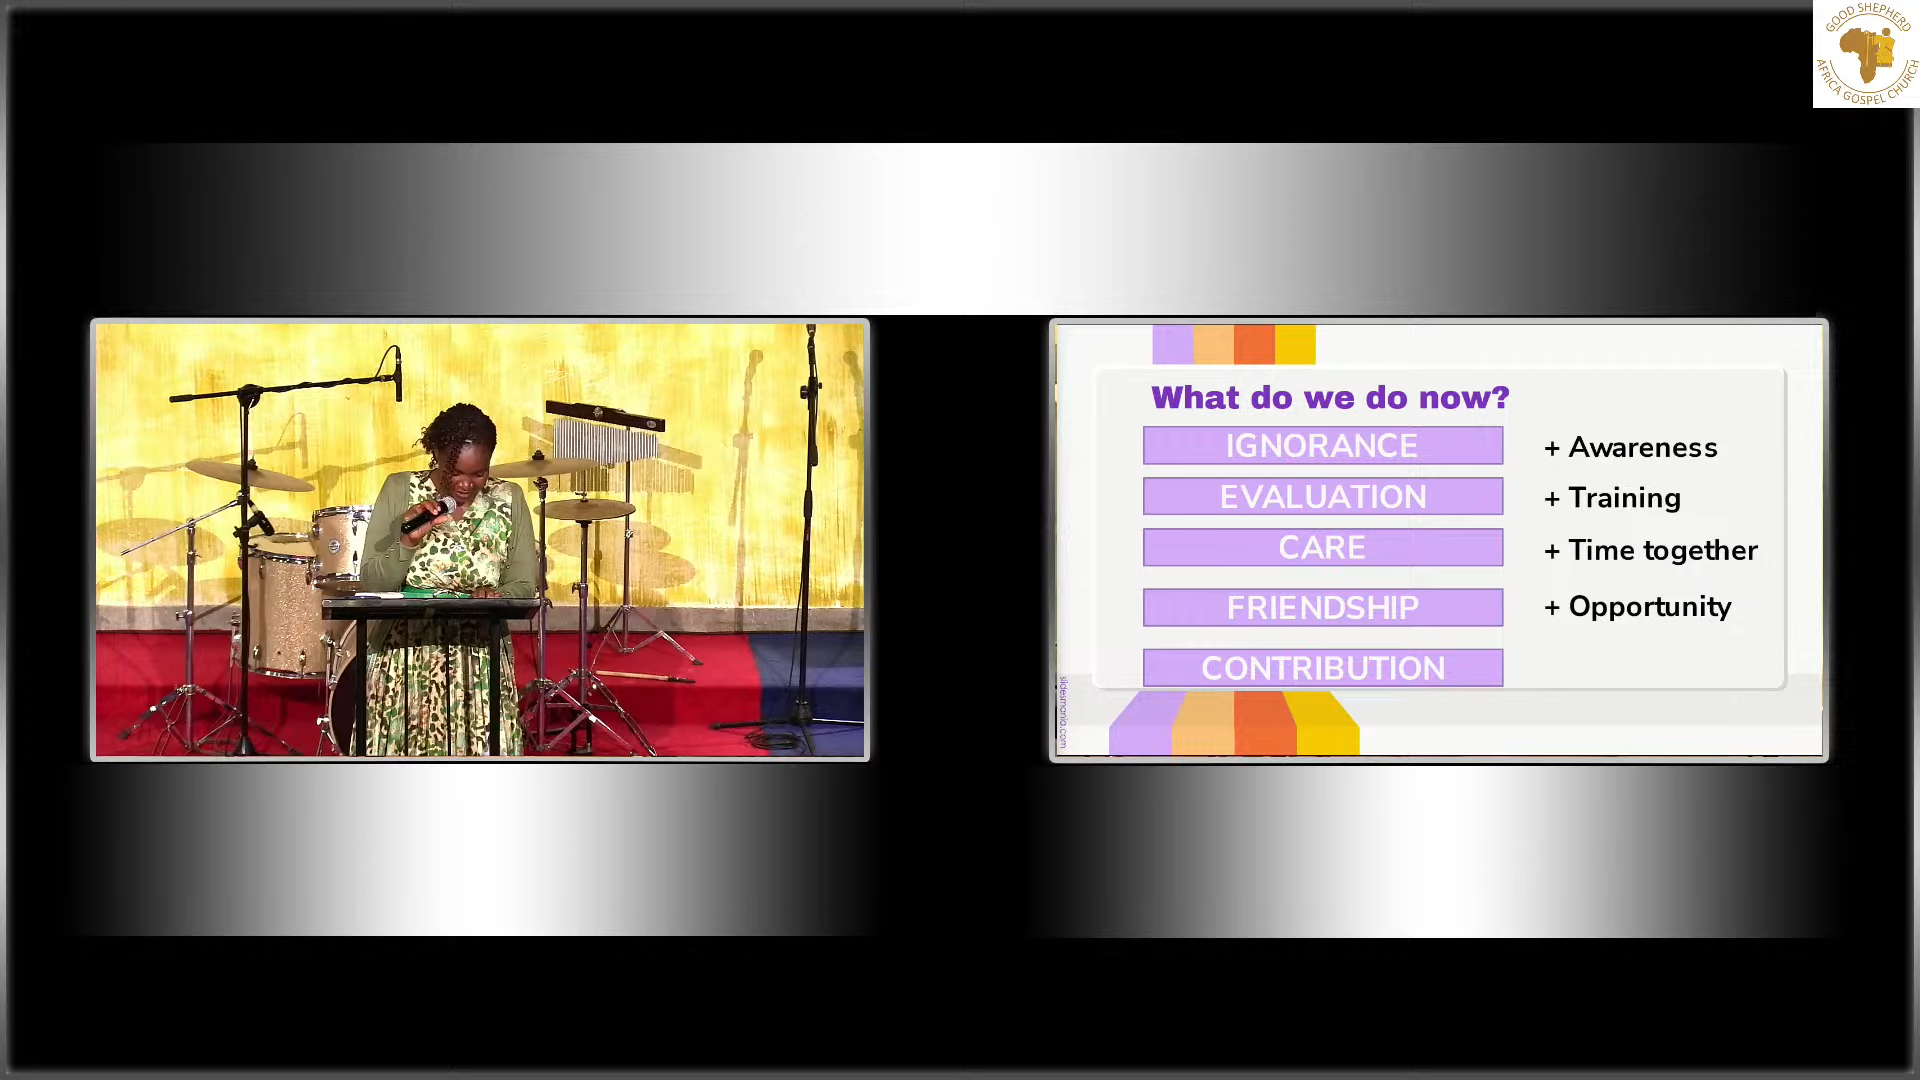 GOOD SHEPHERD
AFRICA GOSPEL CHURCH
What do we do now?
IGNORANCE + Awareness
EVALUATION + Training
CARE + Time together
FRIENDSHIP + Opportunity
CONTRIBUTION
slidesmania.com